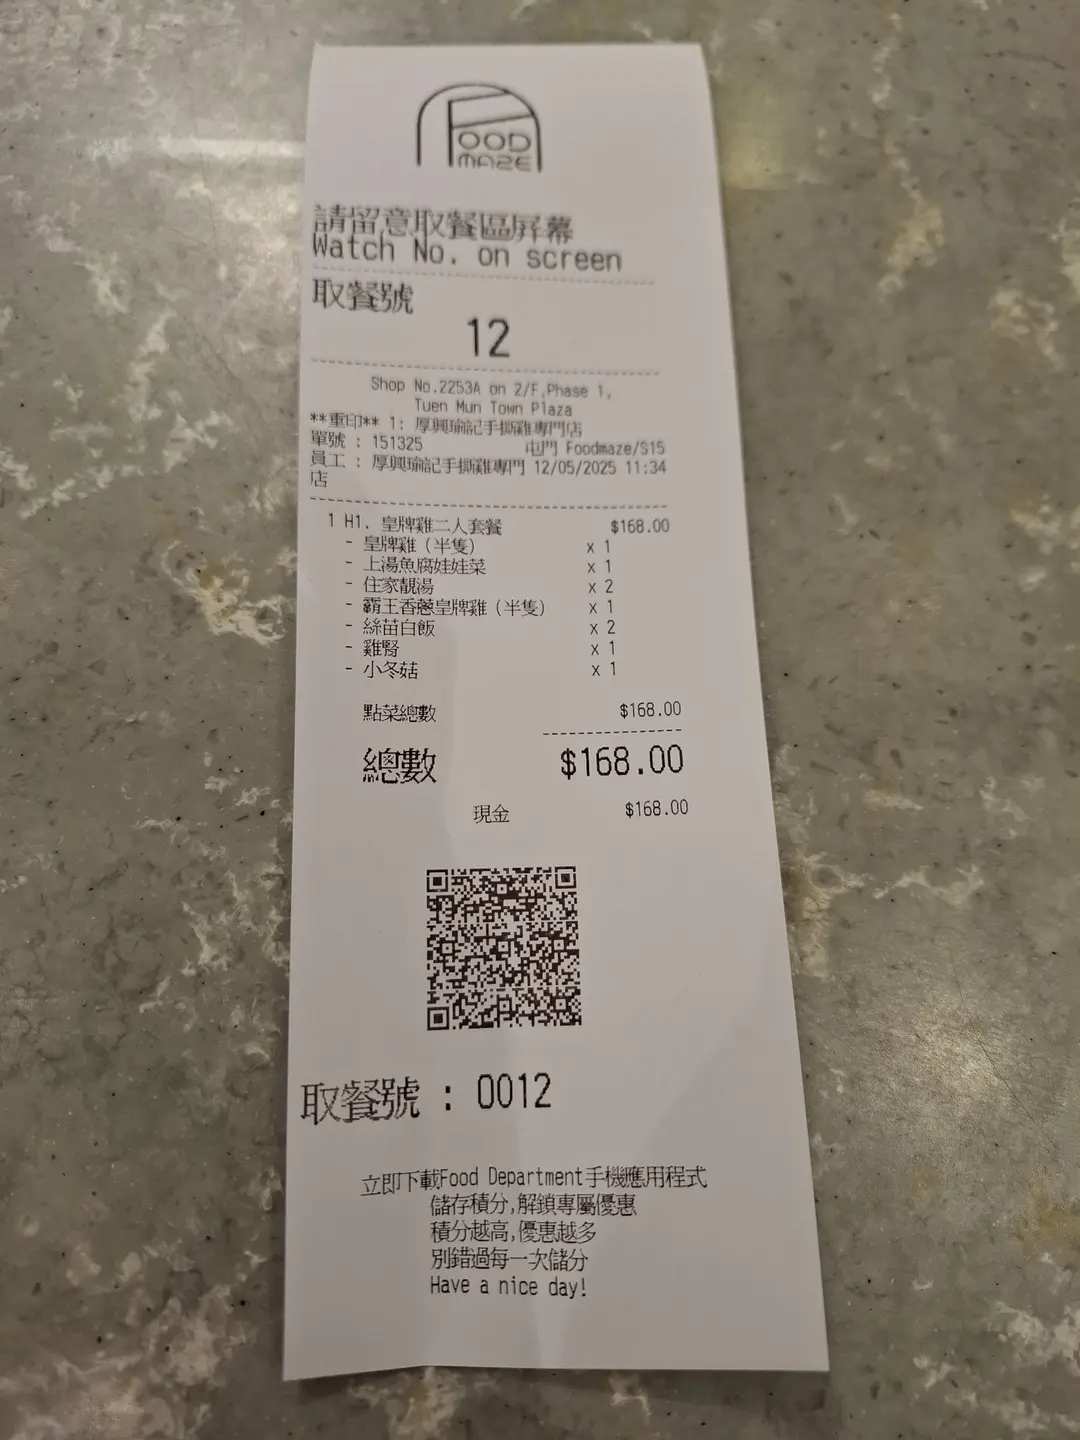 FOOD
MAZE
請留意取餐區屏幕
Watch No. on screen
取餐號
12
Shop No.2253A on 2/F,Phase 1,
Tuen Mun Town Plaza
**重印** 1: 厚興瑜記手撕雞專門店
單號 : 151325 屯門 Foodmaze/S15
員工 : 厚興瑜記手撕雞專門 12/05/2025 11:34
店
1 H1. 皇牌雞二人套餐 $168.00
- 皇牌雞（半隻） x 1
- 上湯魚腐娃娃菜 x 1
- 住家靚湯 x 2
- 霸王香蔥皇牌雞（半隻） x 1
- 絲苗白飯 x 2
- 雞腎 x 1
- 小冬菇 x 1
點菜總數 $168.00
總數 $168.00
現金 $168.00
取餐號 : 0012
立即下載Food Department手機應用程式
儲存積分,解鎖專屬優惠
積分越高,優惠越多
別錯過每一次儲分
Have a nice day!